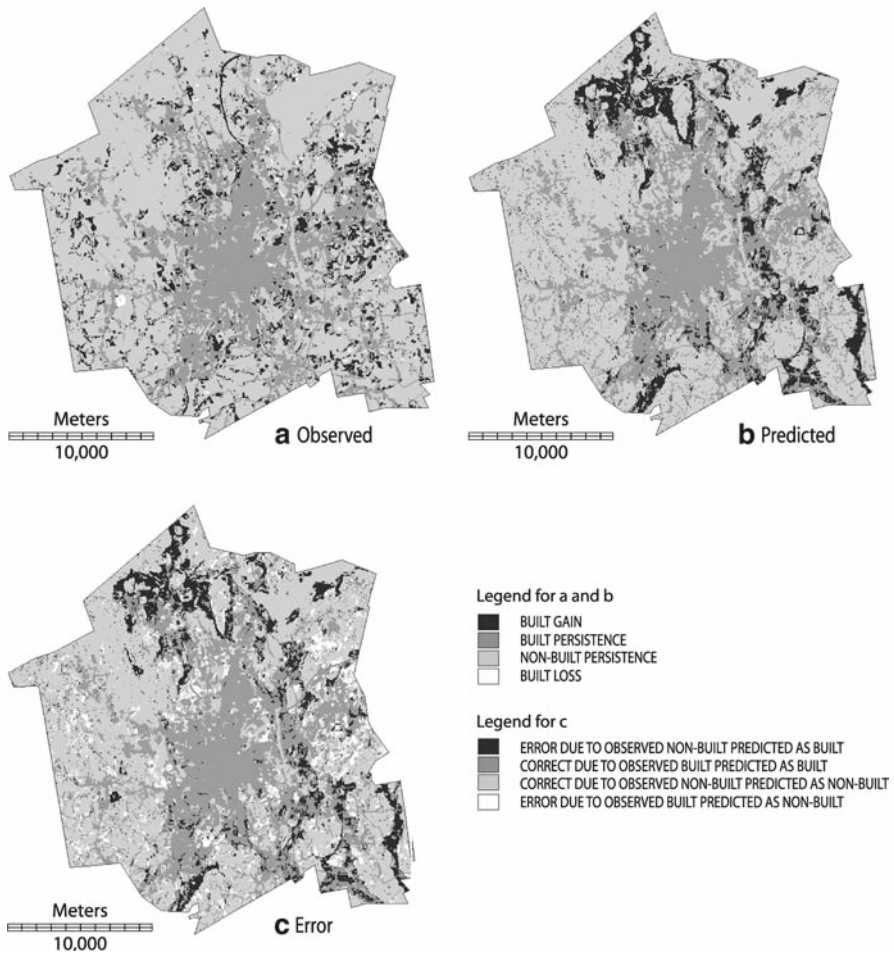 Meters
10,000
a Observed
Meters
10,000
b Predicted
Meters
10,000
c Error
Legend for a and b
BUILT GAIN
BUILT PERSISTENCE
NON-BUILT PERSISTENCE
BUILT LOSS
Legend for c
ERROR DUE TO OBSERVED NON-BUILT PREDICTED AS BUILT
CORRECT DUE TO OBSERVED BUILT PREDICTED AS BUILT
CORRECT DUE TO OBSERVED NON-BUILT PREDICTED AS NON-BUILT
ERROR DUE TO OBSERVED BUILT PREDICTED AS NON-BUILT